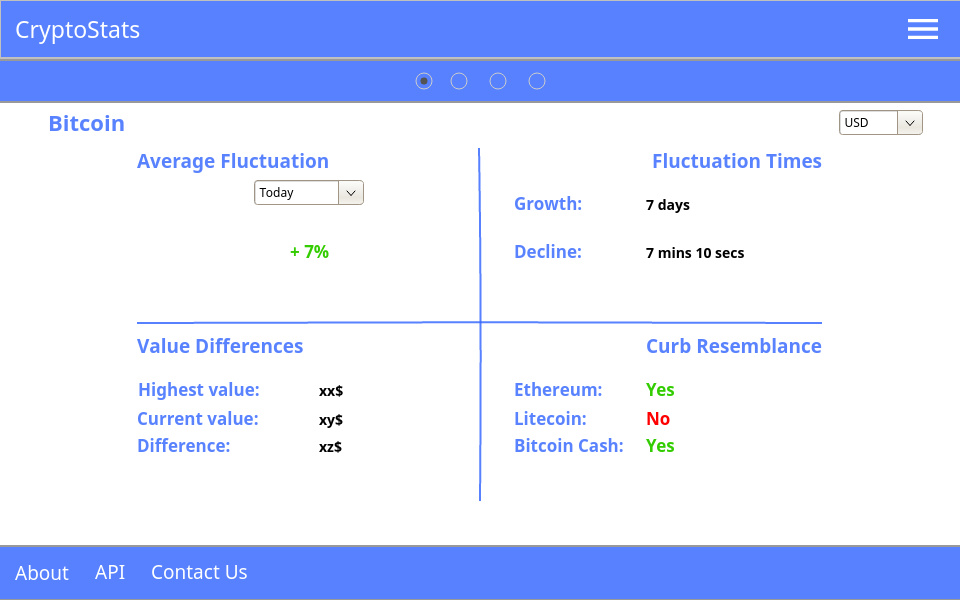 CryptoStats
Bitcoin
USD
Average Fluctuation
Today
+ 7%
Fluctuation Times
Growth: 7 days
Decline: 7 mins 10 secs
Value Differences
Highest value: xx$
Current value: xy$
Difference: xz$
Curb Resemblance
Ethereum: Yes
Litecoin: No
Bitcoin Cash: Yes
About API Contact Us